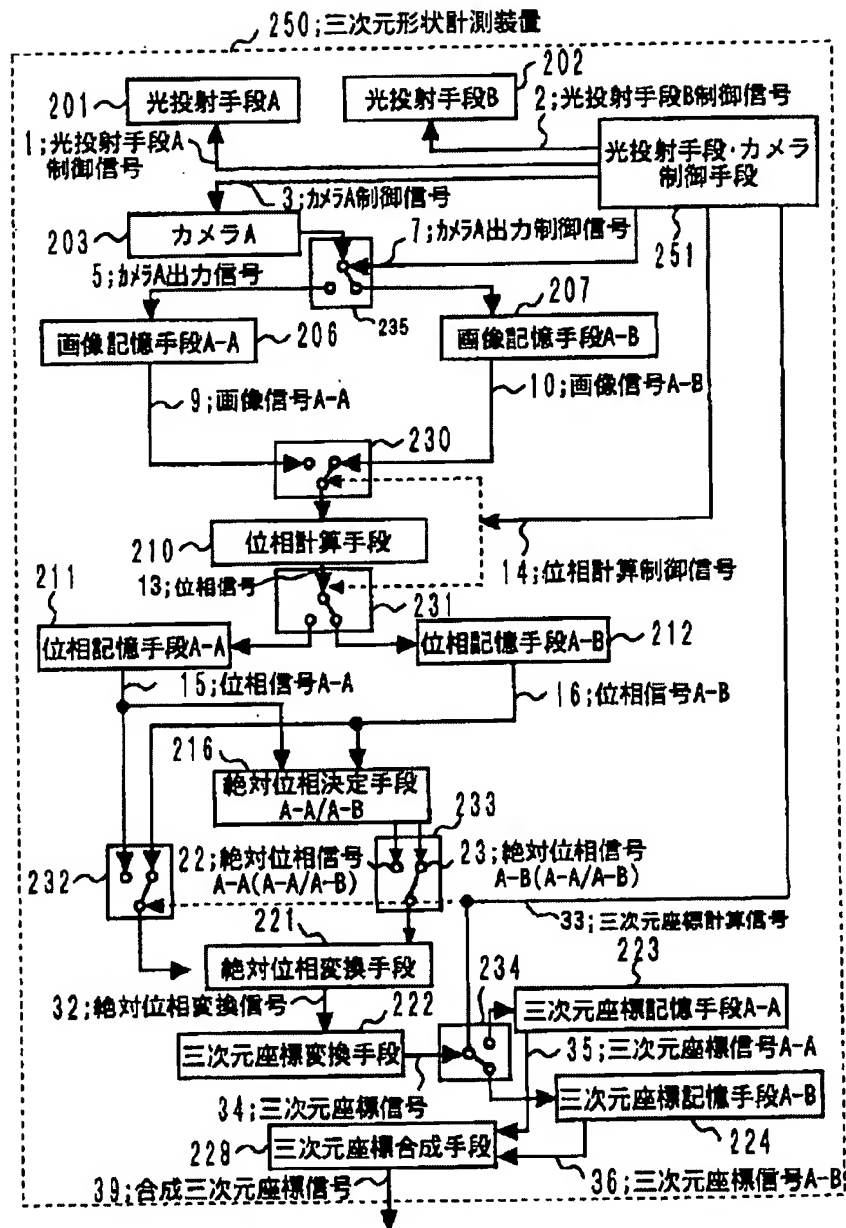 250;三次元形状計測装置
201
光投射手段A
光投射手段B
202
2;光投射手段B制御信号
1;光投射手段A
制御信号
光投射手段・カメラ
制御手段
3;カメラA制御信号
203
カメラA
7;カメラA出力制御信号
251
5;カメラA出力信号
207
235
画像記憶手段A-A
206
画像記憶手段A-B
9;画像信号A-A
10;画像信号A-B
230
210
位相計算手段
13;位相信号
14;位相計算制御信号
211
231
位相記憶手段A-A
位相記憶手段A-B
212
15;位相信号A-A
16;位相信号A-B
216
絶対位相決定手段
A-A/A-B
233
232
22;絶対位相信号
A-A(A-A/A-B)
23;絶対位相信号
A-B(A-A/A-B)
33;三次元座標計算信号
221
絶対位相変換手段
223
234
32;絶対位相変換信号
222
三次元座標記憶手段A-A
三次元座標変換手段
35;三次元座標信号A-A
34;三次元座標信号
三次元座標記憶手段A-B
228
三次元座標合成手段
224
39;合成三次元座標信号
36;三次元座標信号A-B